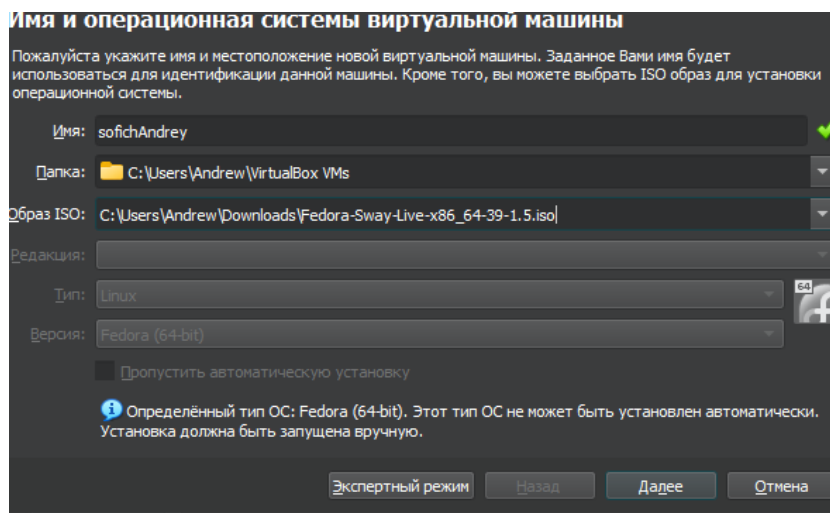 Имя и операционная системы виртуальной машины
Пожалуйста укажите имя и местоположение новой виртуальной машины. Заданное Вами имя будет
использоваться для идентификации данной машины. Кроме того, вы можете выбрать ISO образ для установки
операционной системы.
Имя: sofichAndrey
Папка: C:\Users\Andrew\VirtualBox VMs
Образ ISO: C:\Users\Andrew\Downloads\Fedora-Sway-Live-x86_64-39-1.5.iso
Редакция:
Тип: Linux
64
Версия: Fedora (64-bit)
Пропустить автоматическую установку
Определённый тип ОС: Fedora (64-bit). Этот тип ОС не может быть установлен автоматически.
Установка должна быть запущена вручную.
Экспертный режим Назад Далее Отмена